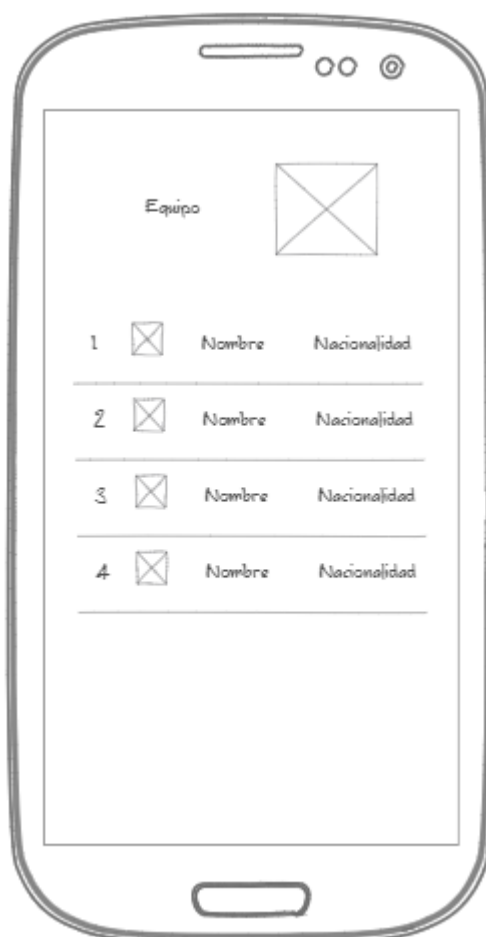 Equipo
1 Nombre Nacionalidad
2 Nombre Nacionalidad
3 Nombre Nacionalidad
4 Nombre Nacionalidad